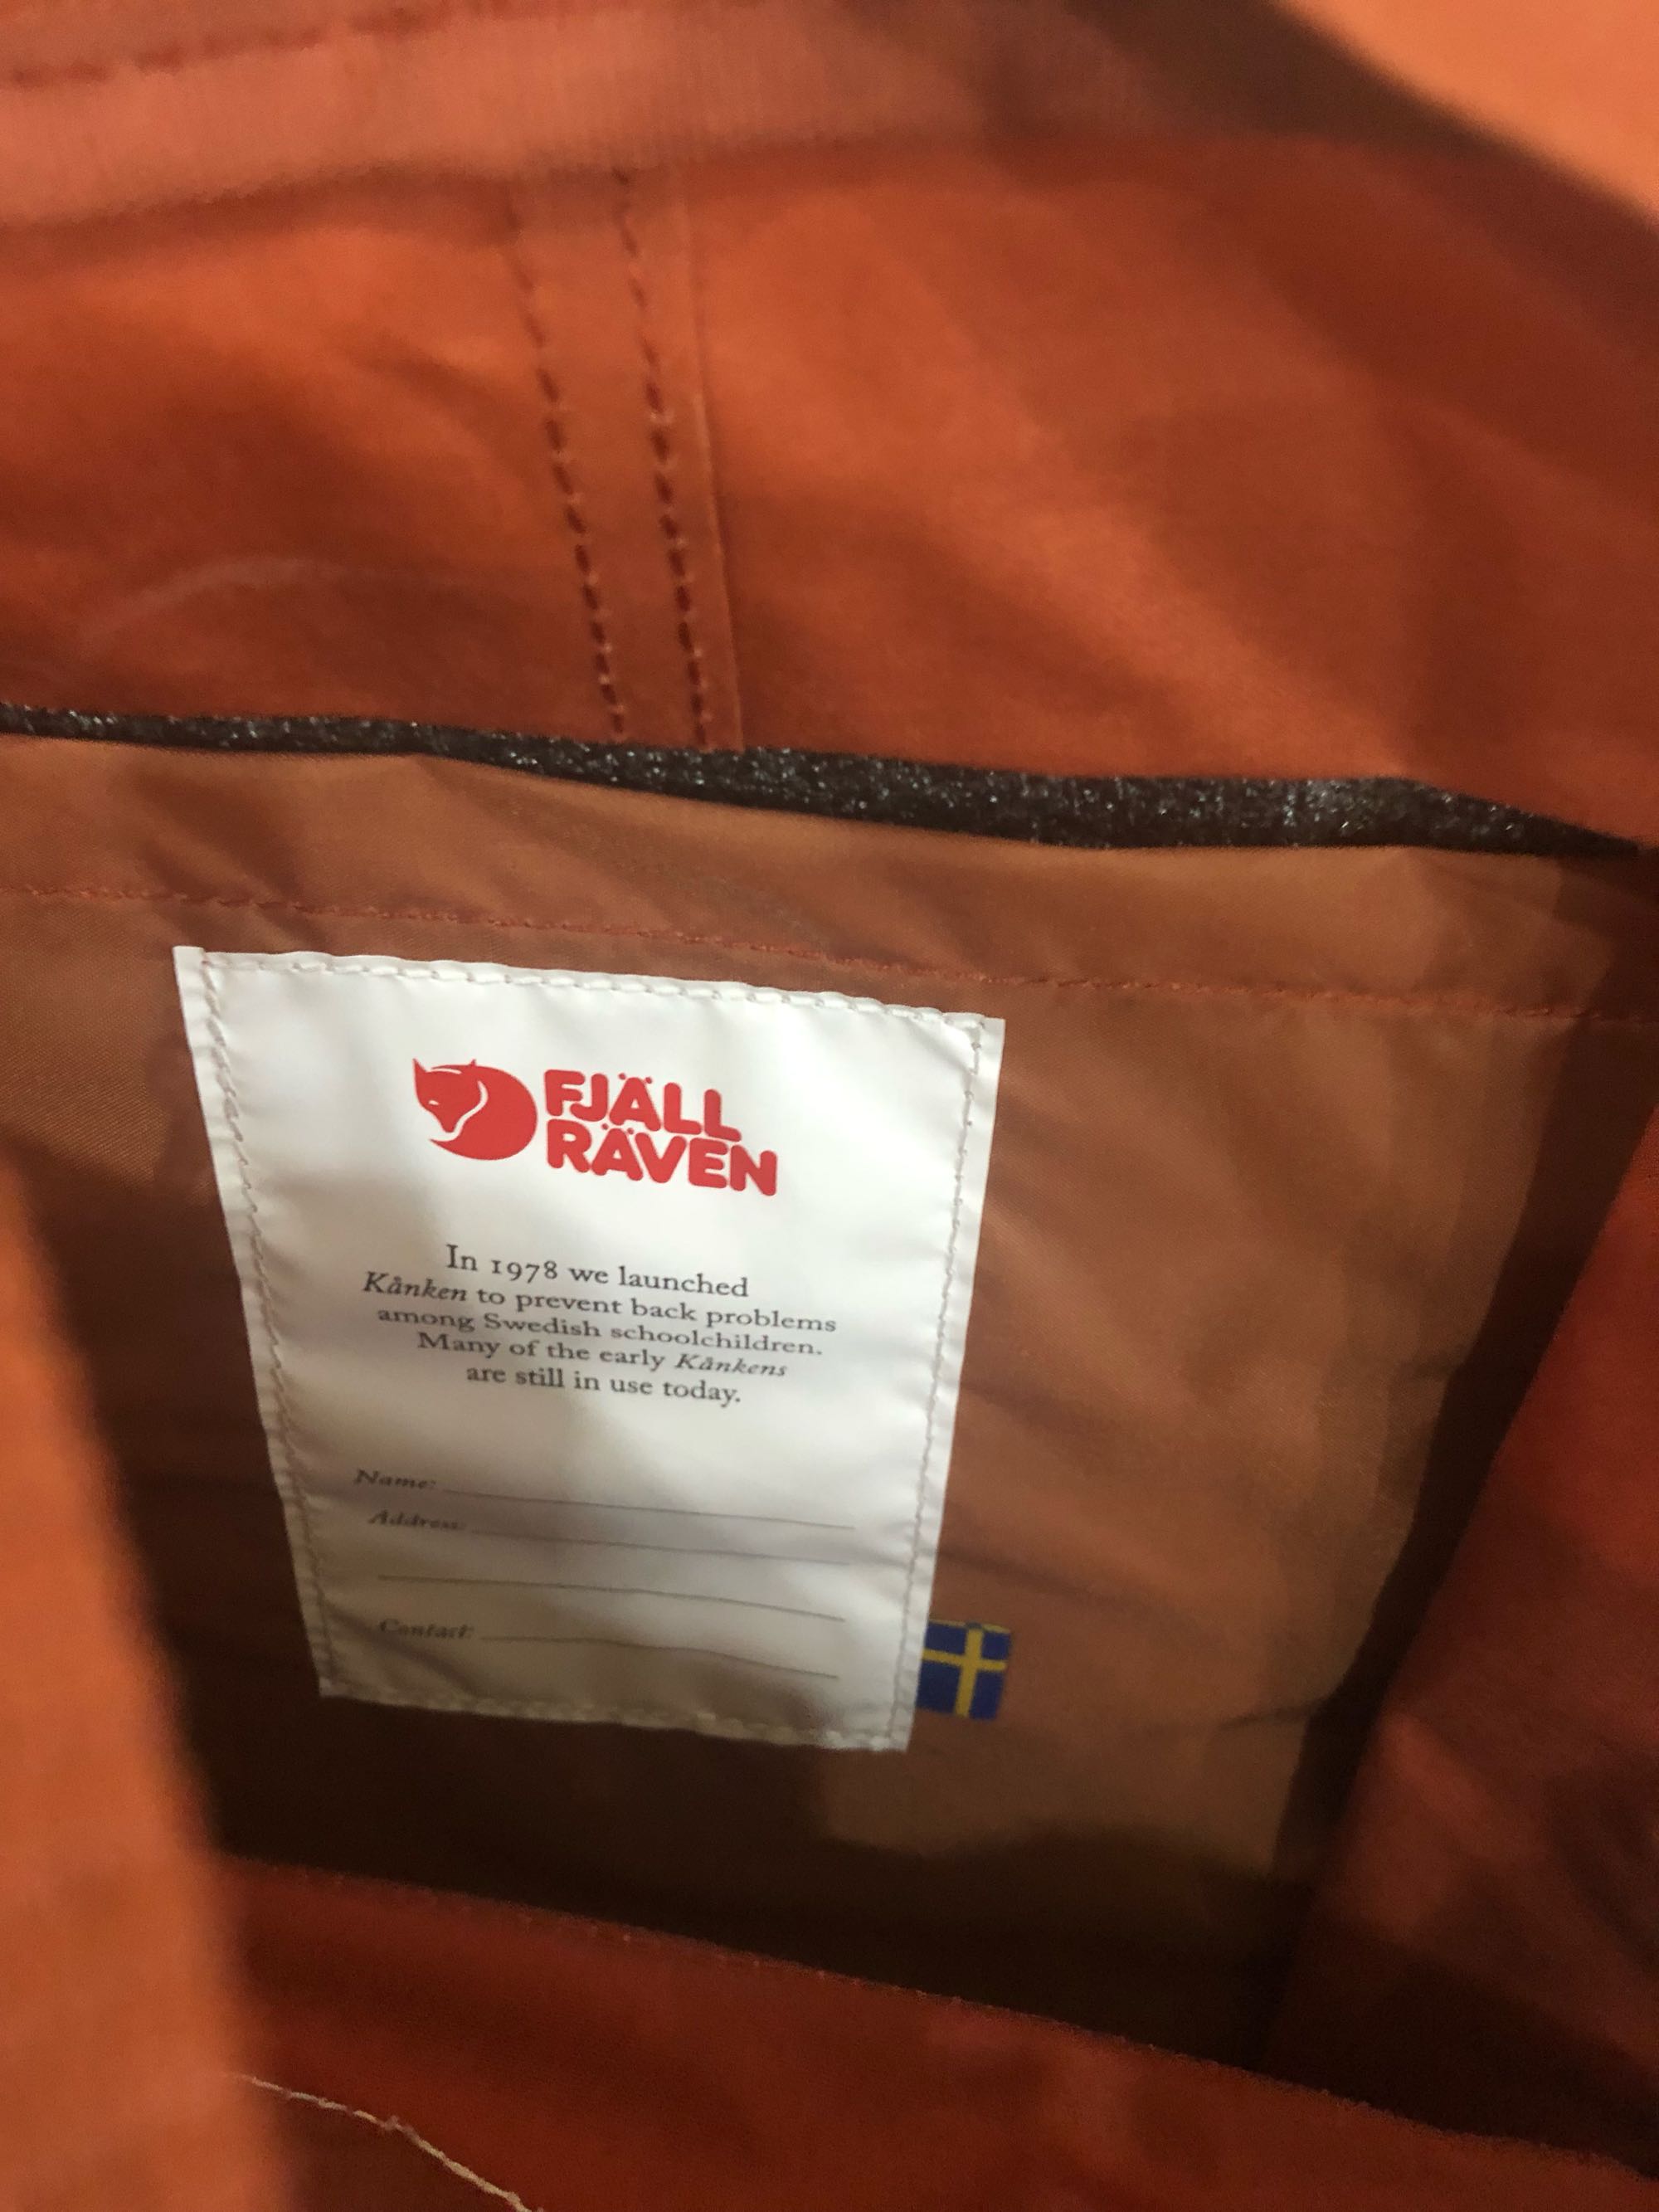 FJÄLL
RÄVEN
In 1978 we launched
Kånken to prevent back problems
among Swedish schoolchildren.
Many of the early Kånkens
are still in use today.
Name:
Address:
Contact: